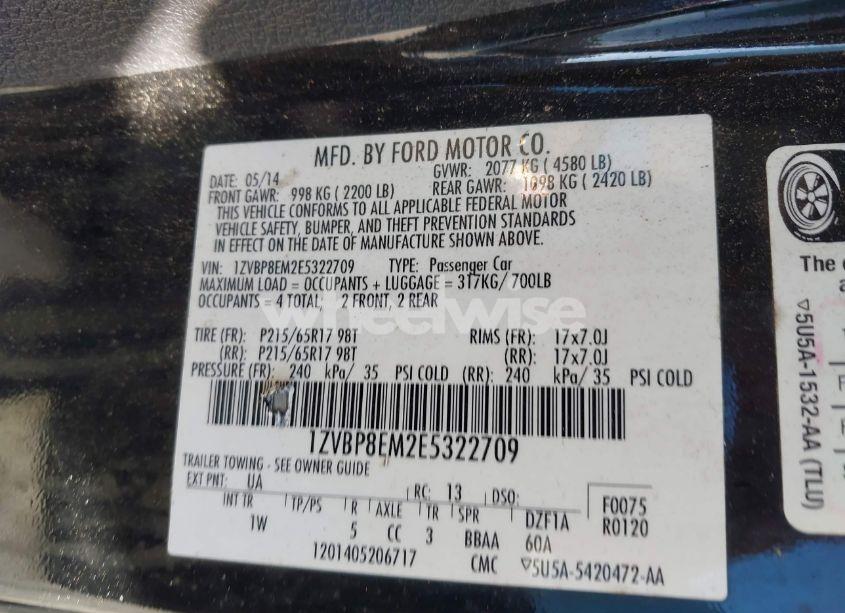 MFD. BY FORD MOTOR CO.
DATE: 05/14 GVWR: 2077 KG ( 4580 LB)
FRONT GAWR: 998 KG ( 2200 LB) REAR GAWR: 1098 KG ( 2420 LB)
THIS VEHICLE CONFORMS TO ALL APPLICABLE FEDERAL MOTOR
VEHICLE SAFETY, BUMPER, AND THEFT PREVENTION STANDARDS
IN EFFECT ON THE DATE OF MANUFACTURE SHOWN ABOVE.
VIN: 1ZVBP8EM2E5322709 TYPE: Passenger Car
MAXIMUM LOAD = OCCUPANTS + LUGGAGE = 317KG/ 700LB
OCCUPANTS = 4 TOTAL; 2 FRONT, 2 REAR
wheelwise
TIRE (FR): P215/65R17 98T RIMS (FR): 17x7.0J
(RR): P215/65R17 98T (RR): 17x7.0J
PRESSURE (FR): 240 kPa/ 35 PSI COLD (RR): 240 kPa/ 35 PSI COLD
1ZVBP8EM2E5322709
TRAILER TOWING - SEE OWNER GUIDE
EXT PNT: UA RC: 13 DSO: F0075
INT TR TP/PS R AXLE TR SPR DZF1A R0120
1W 5 CC 3 BBAA 60A
1201405206717 CMC ▽5U5A-5420472-AA
The
▽5U5A-1532-AA (TLU)